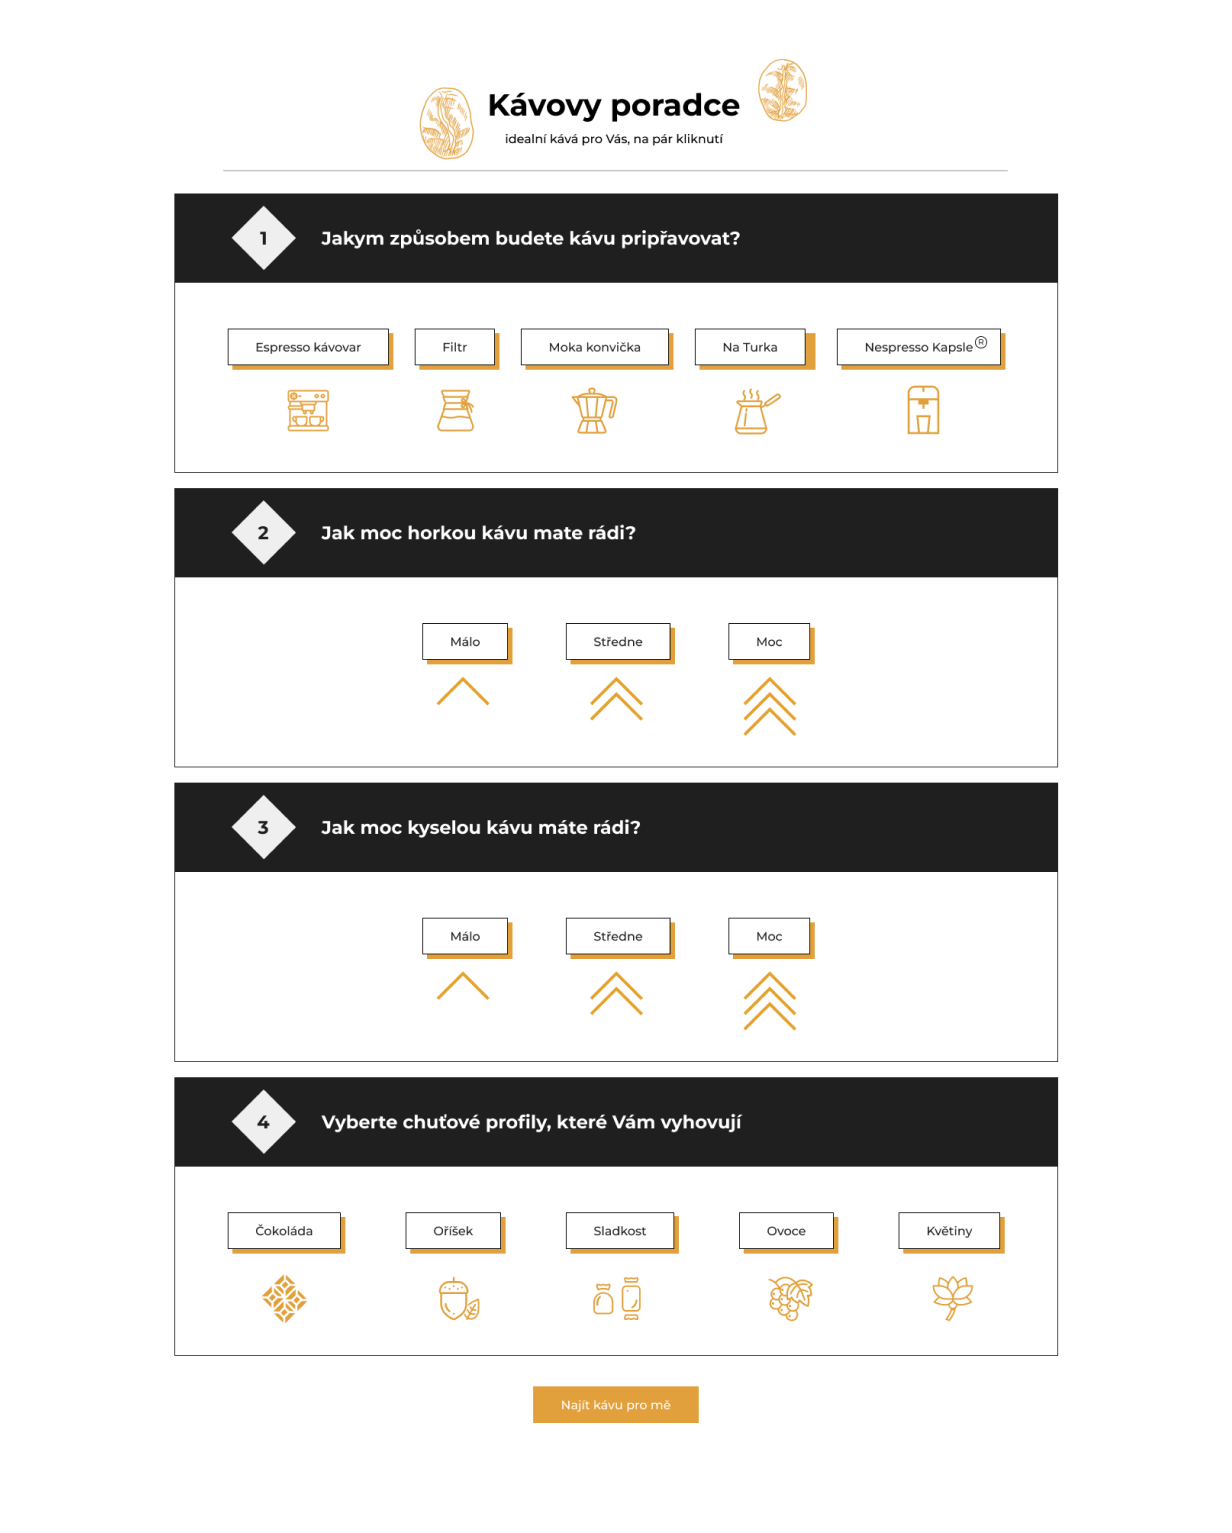 Kávovy poradce
idealní kává pro Vás, na pár kliknutí
1 Jakym způsobem budete kávu pripřavovat?
Espresso kávovar Filtr Moka konvička Na Turka Nespresso Kapsle®
2 Jak moc horkou kávu mate rádi?
Málo Středne Moc
3 Jak moc kyselou kávu máte rádi?
Málo Středne Moc
4 Vyberte chuťové profily, které Vám vyhovují
Čokoláda Oříšek Sladkost Ovoce Květiny
Najít kávu pro mě